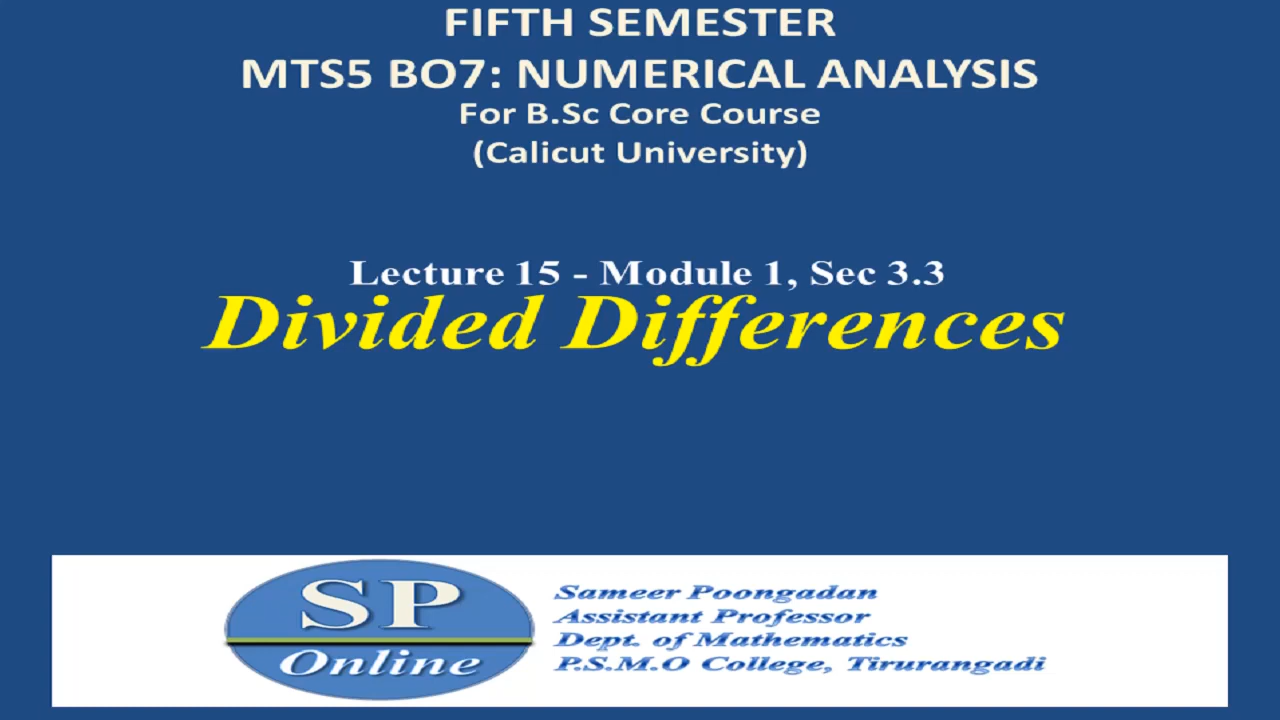 FIFTH SEMESTER
MTS5 BO7: NUMERICAL ANALYSIS
For B.Sc Core Course
(Calicut University)
Lecture 15 - Module 1, Sec 3.3
Divided Differences
SP
Online
Sameer Poongadan
Assistant Professor
Dept. of Mathematics
P.S.M.O College, Tirurangadi